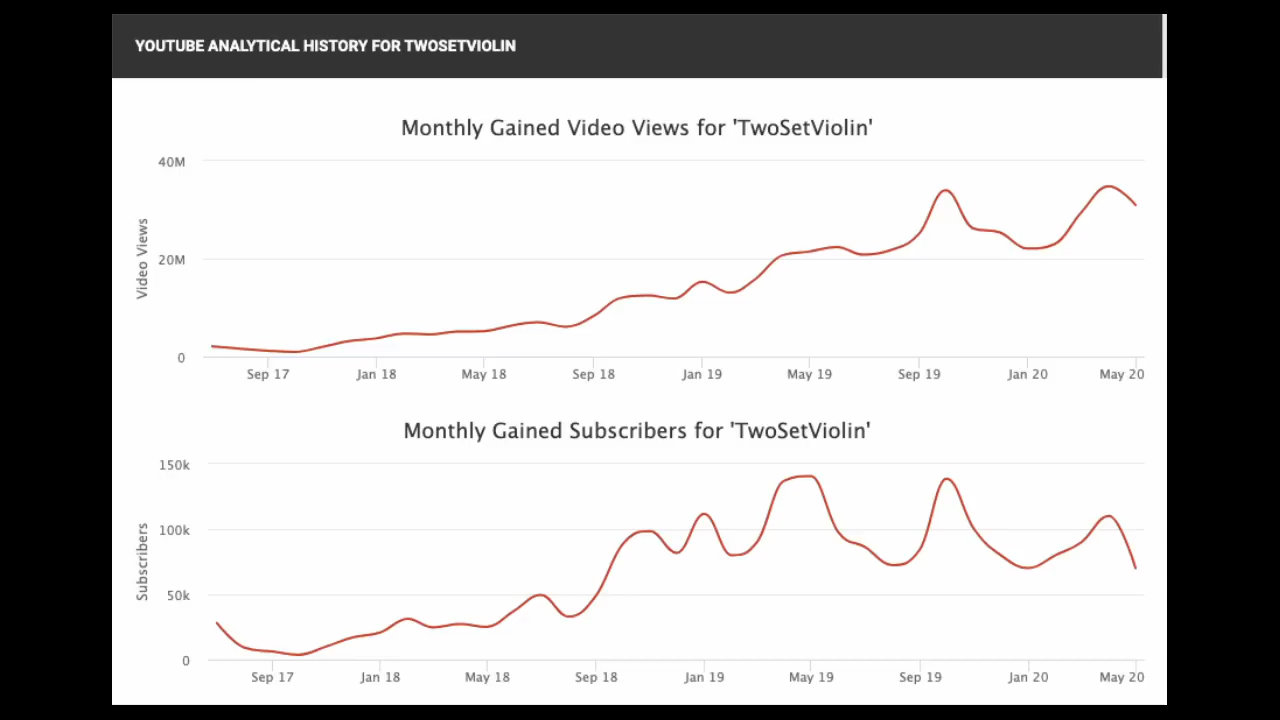 YOUTUBE ANALYTICAL HISTORY FOR TWOSETVIOLIN
Monthly Gained Video Views for 'TwoSetViolin'
40M
20M
0
Video Views
Sep 17 Jan 18 May 18 Sep 18 Jan 19 May 19 Sep 19 Jan 20 May 20
Monthly Gained Subscribers for 'TwoSetViolin'
150k
100k
50k
0
Subscribers
Sep 17 Jan 18 May 18 Sep 18 Jan 19 May 19 Sep 19 Jan 20 May 20